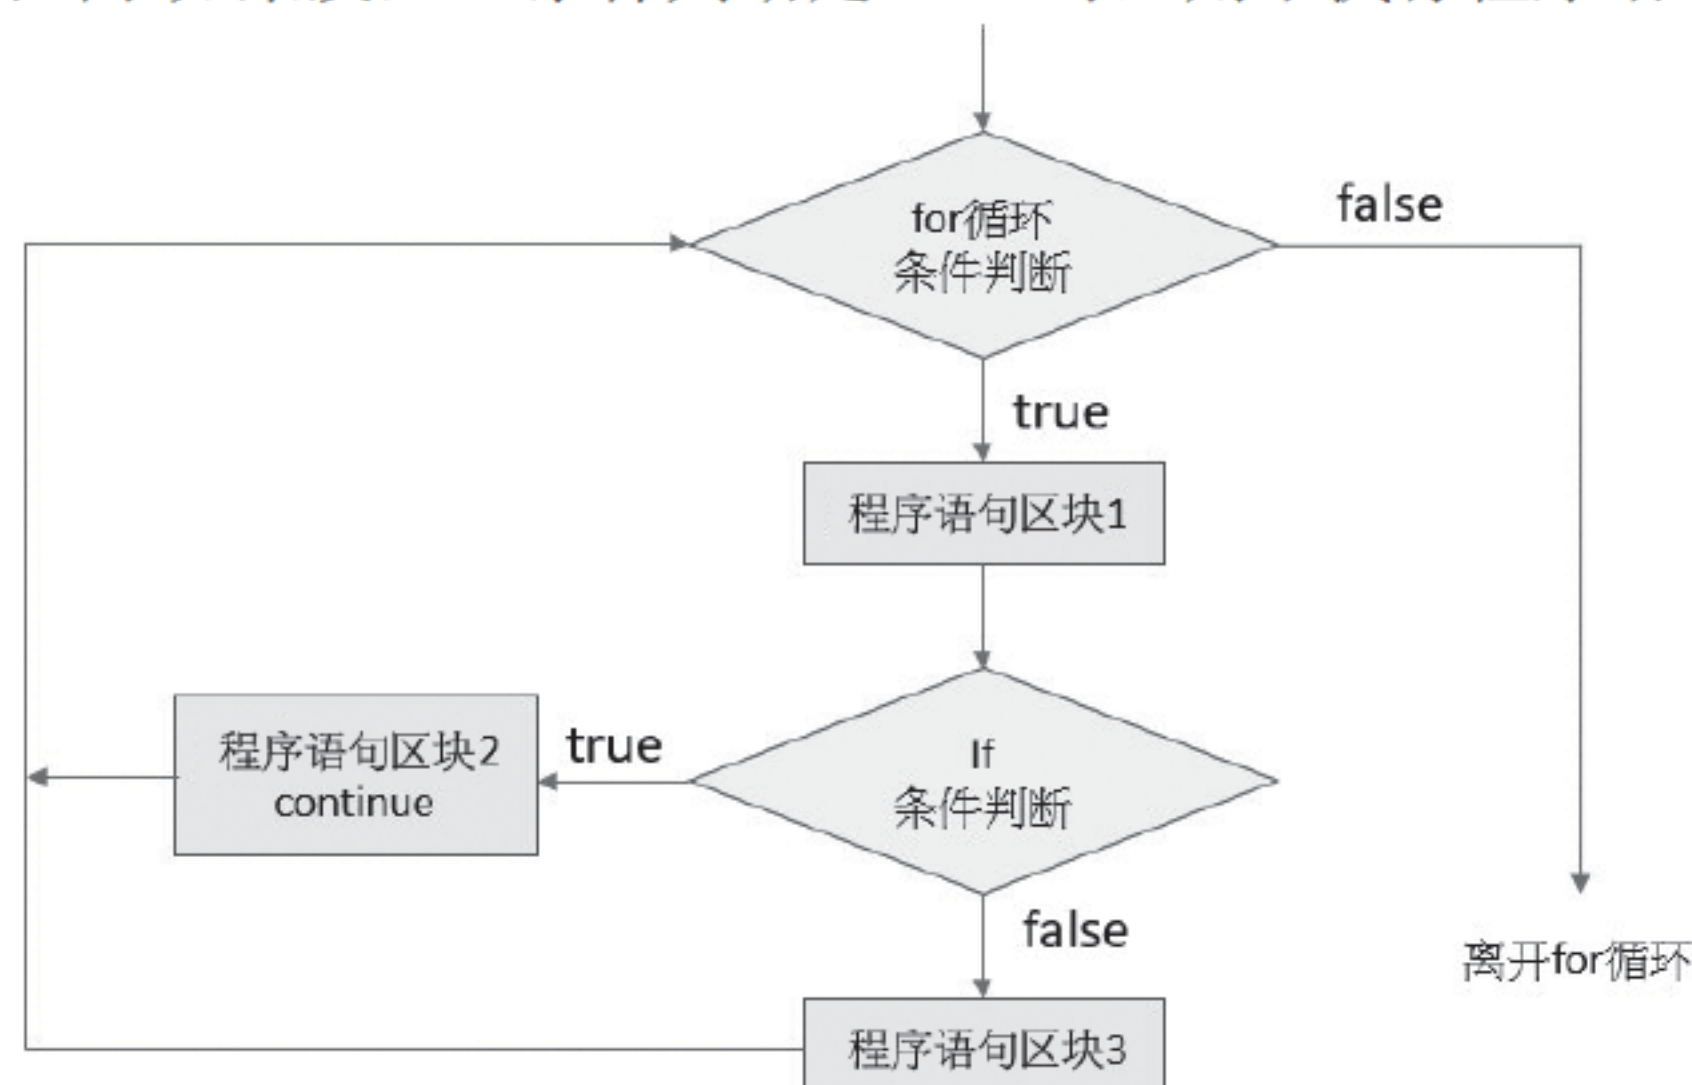 for循环
条件判断
false
true
程序语句区块1
程序语句区块2
continue
true
If
条件判断
false
离开for循环
程序语句区块3